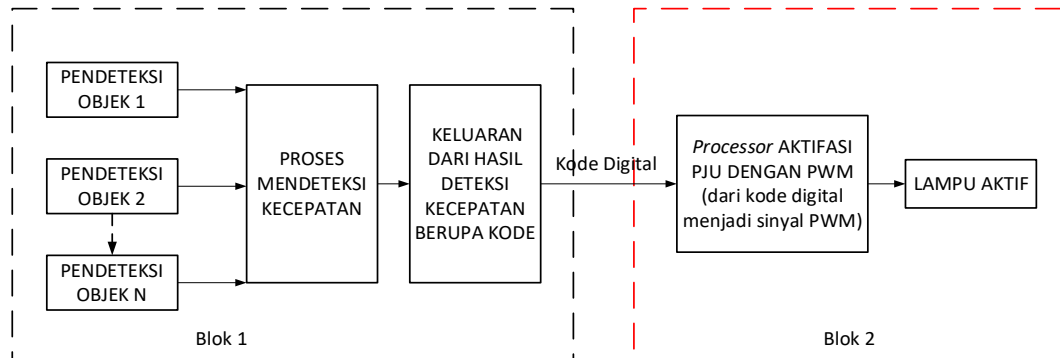 PENDETEKSI
OBJEK 1
PENDETEKSI
OBJEK 2
PENDETEKSI
OBJEK N
PROSES
MENDETEKSI
KECEPATAN
KELUARAN
DARI HASIL
DETEKSI
KECEPATAN
BERUPA KODE
Kode Digital
Processor AKTIFASI
PJU DENGAN PWM
(dari kode digital
menjadi sinyal PWM)
LAMPU AKTIF
Blok 1
Blok 2